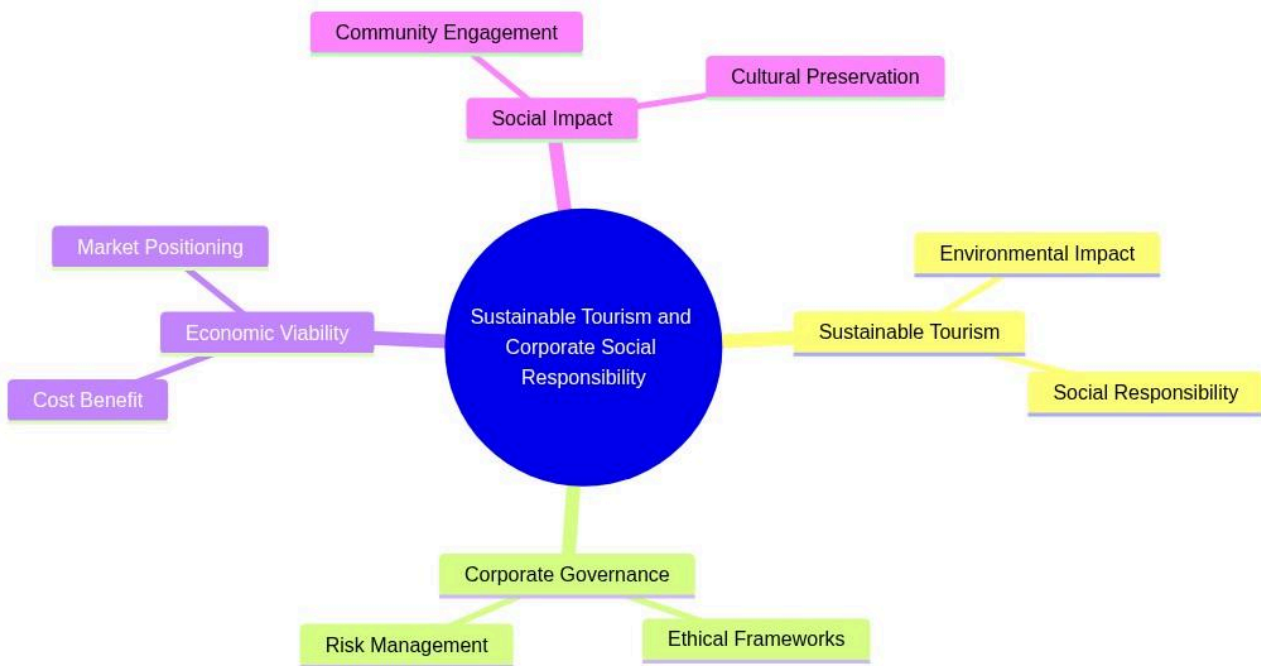 Community Engagement
Cultural Preservation
Social Impact
Market Positioning
Environmental Impact
Economic Viability
Sustainable Tourism and
Corporate Social
Responsibility
Sustainable Tourism
Cost Benefit
Social Responsibility
Corporate Governance
Risk Management
Ethical Frameworks